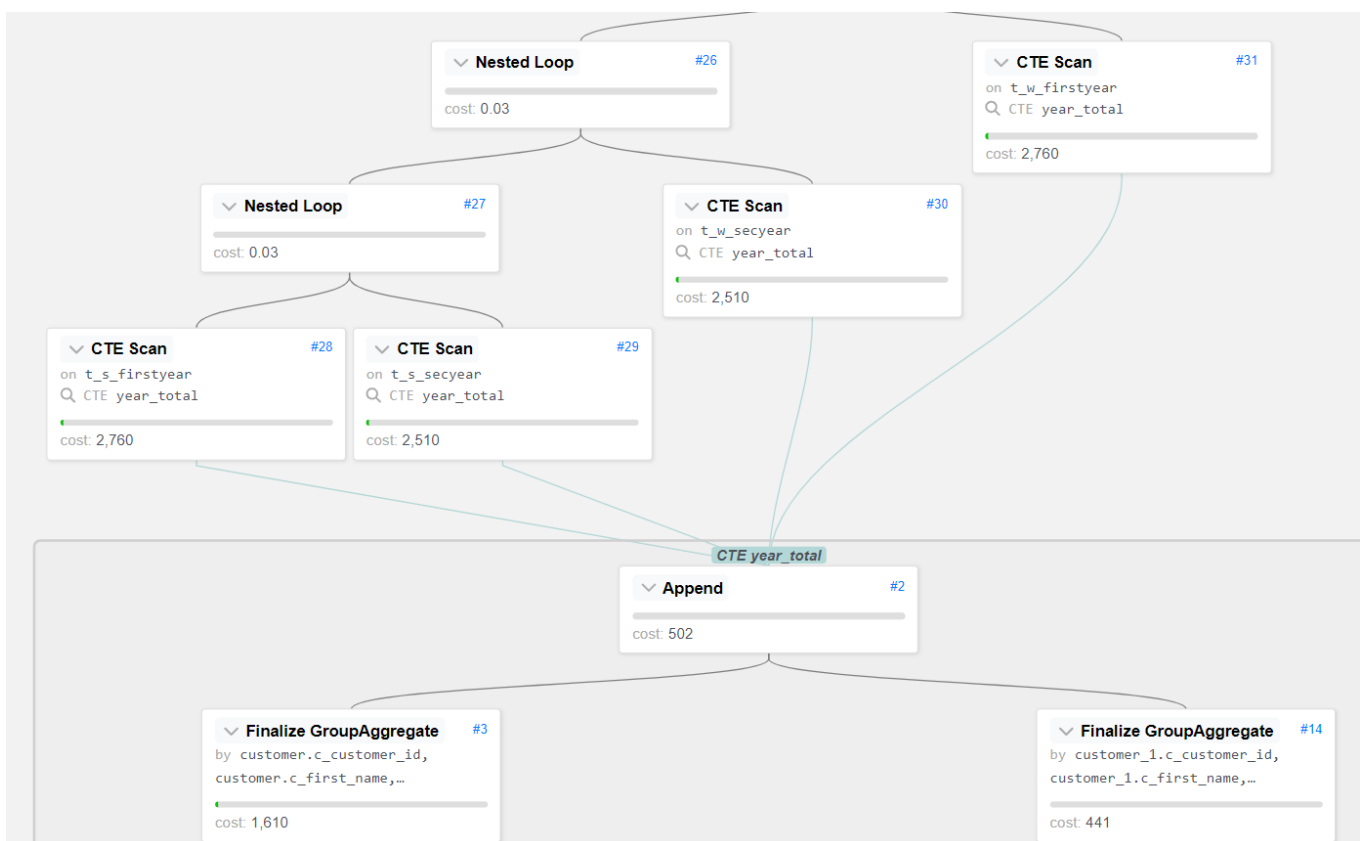 Nested Loop #26
cost: 0.03
CTE Scan #31
on t_w_firstyear
CTE year_total
cost: 2,760
Nested Loop #27
cost: 0.03
CTE Scan #30
on t_w_secyear
CTE year_total
cost: 2,510
CTE Scan #28
on t_s_firstyear
CTE year_total
cost: 2,760
CTE Scan #29
on t_s_secyear
CTE year_total
cost: 2,510
CTE year_total
Append #2
cost: 502
Finalize GroupAggregate #3
by customer.c_customer_id,
customer.c_first_name,…
cost: 1,610
Finalize GroupAggregate #14
by customer_1.c_customer_id,
customer_1.c_first_name,…
cost: 441